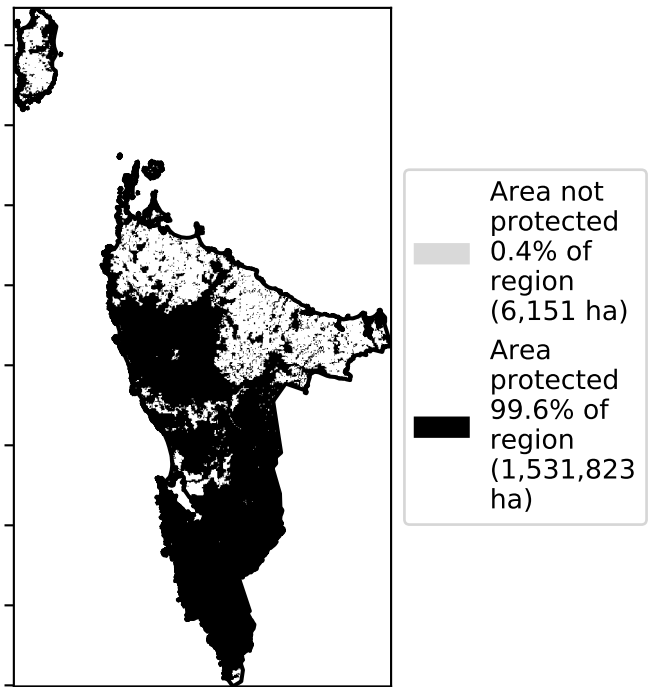 Area not
protected
0.4% of
region
(6,151 ha)
Area
protected
99.6% of
region
(1,531,823
ha)